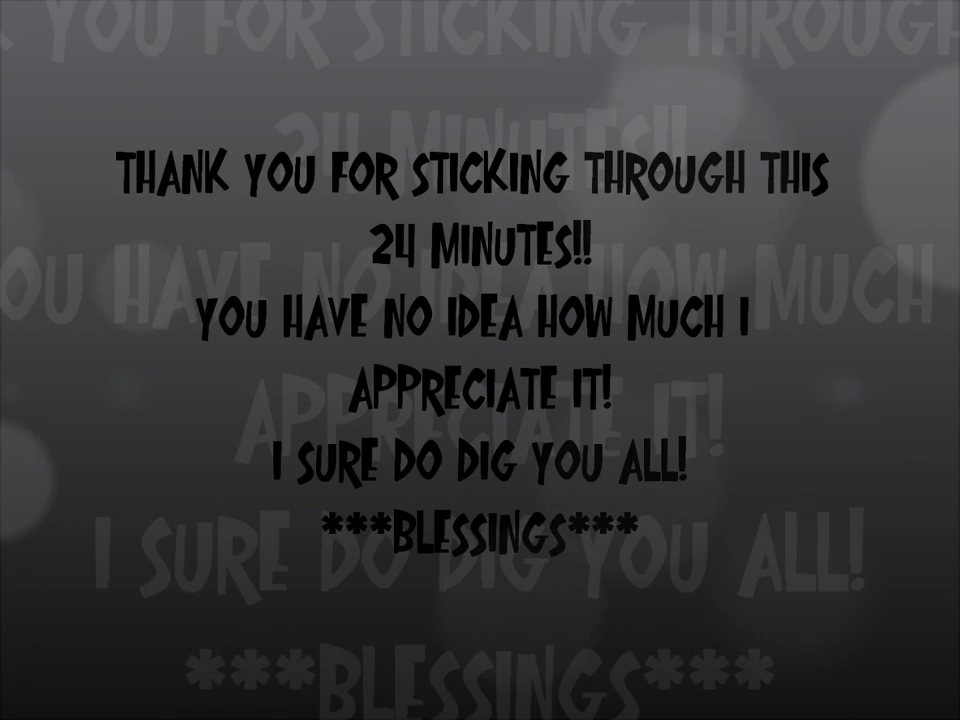 THANK YOU FOR STICKING THROUGH THIS
24 MINUTES!!
YOU HAVE NO IDEA HOW MUCH I
APPRECIATE IT!
I SURE DO DIG YOU ALL!
***BLESSINGS***